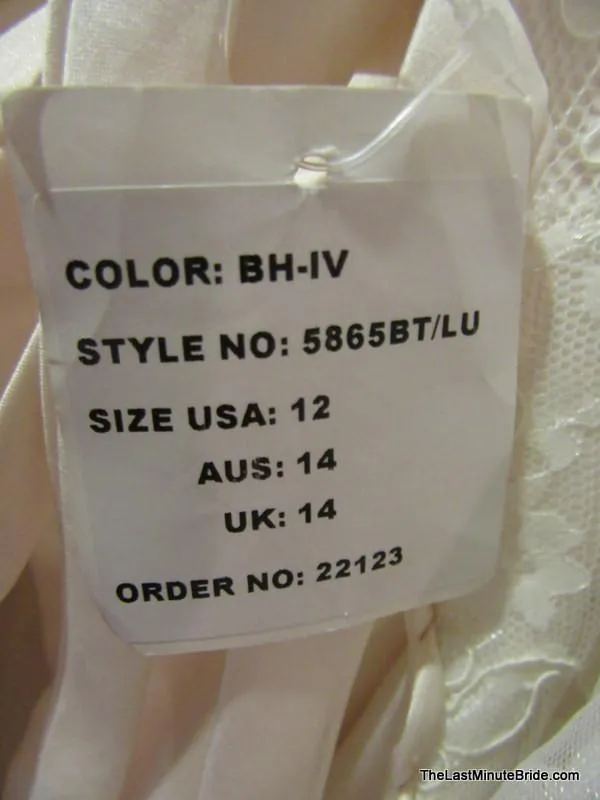 COLOR: BH-IV
STYLE NO: 5865BT/LU
SIZE USA: 12
AUS: 14
UK: 14
ORDER NO: 22123
TheLastMinuteBride.com